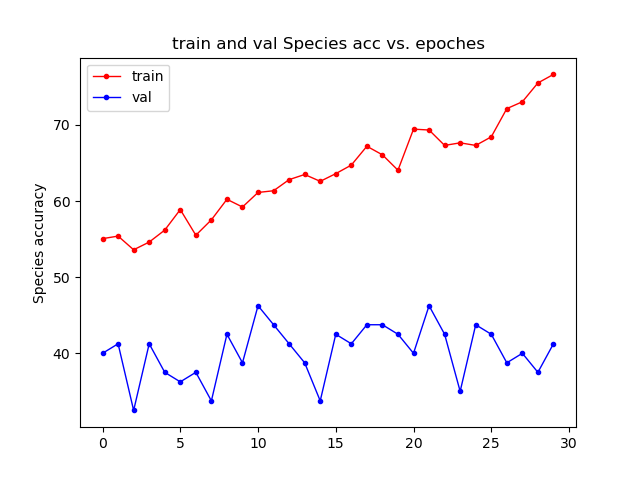 train and val Species acc vs. epoches
train
val
Species accuracy
70
60
50
40
0 5 10 15 20 25 30